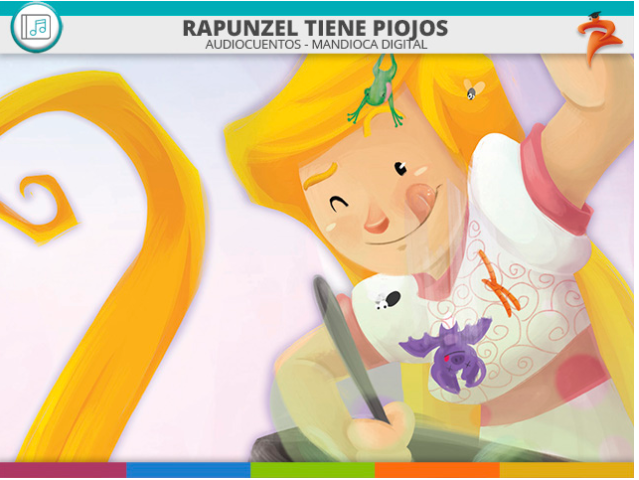 RAPUNZEL TIENE PIOJOS
AUDIOCUENTOS - MANDIOCA DIGITAL